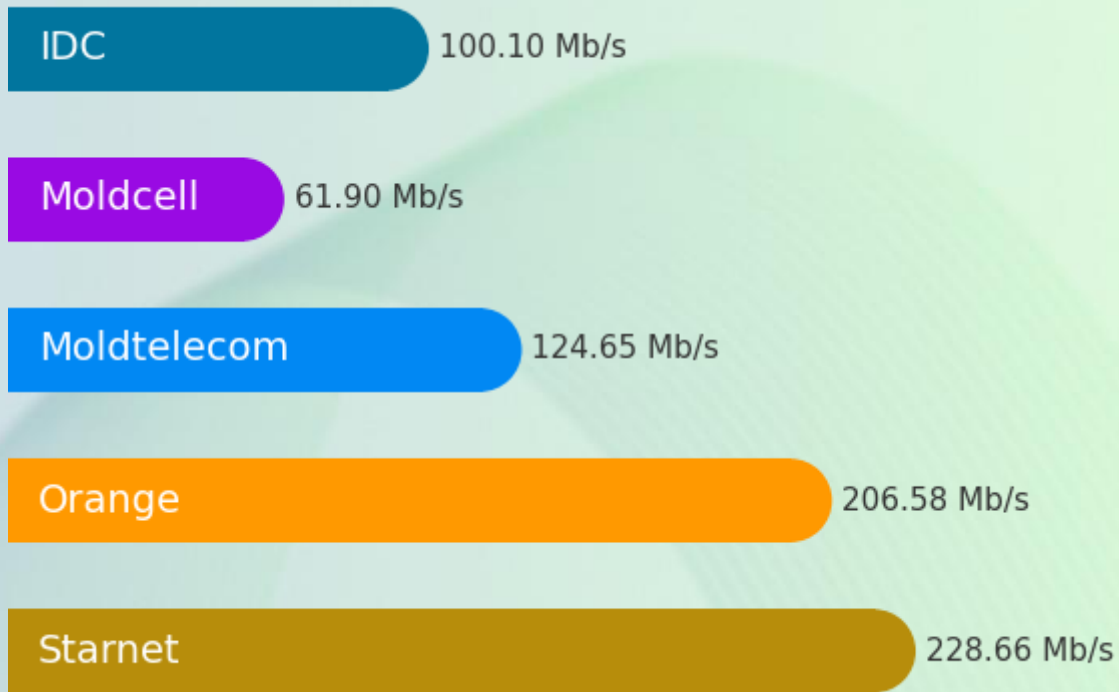 IDC 100.10 Mb/s
Moldcell 61.90 Mb/s
Moldtelecom 124.65 Mb/s
Orange 206.58 Mb/s
Starnet 228.66 Mb/s